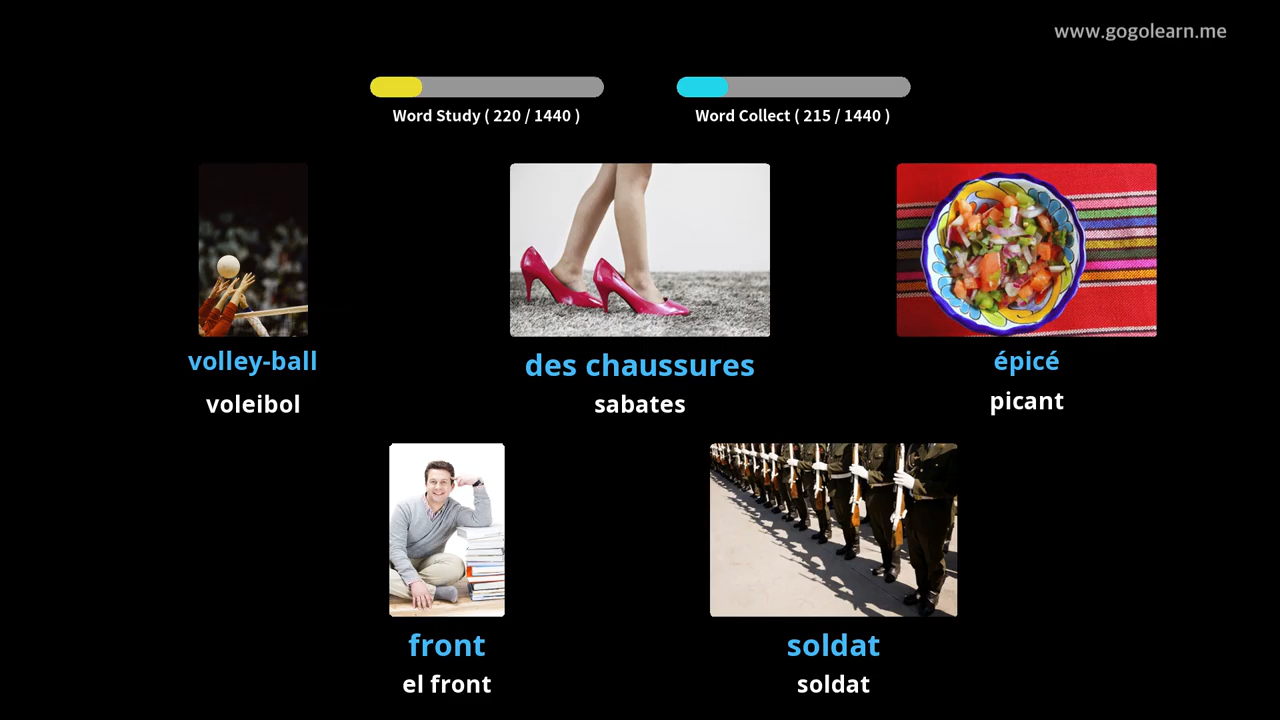 www.gogolearn.me
Word Study ( 220 / 1440 )
Word Collect ( 215 / 1440 )
volley-ball
voleibol
des chaussures
sabates
épicé
picant
front
el front
soldat
soldat